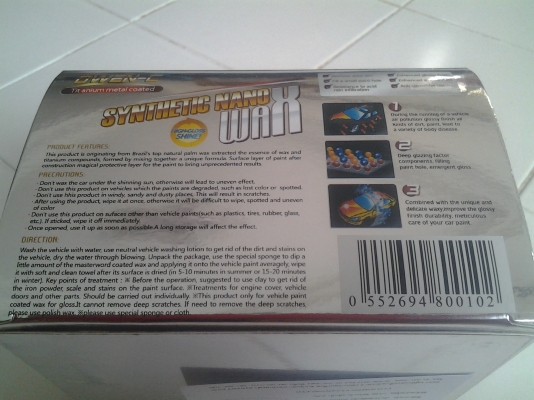 Titanium metal coated
SYNTHETIC NANO
WAX
PRODUCT FEATURES:
This product is originating from Brazil's top natural palm wax extracted the essence of wax and
titanium compounds, formed by mixing together a unique formula. Surface layer of paint after
construction magical protective layer for the paint to bring unprecedented results.
PRECAUTIONS:
· Don't wax the car under the shinning sun, otherwise will lead to uneven effect.
· Don't use this product on vehicles which the paints are degraded, such as lost color or spotted.
· Don't use this product in windy, sandy and dusty places, This will result in scratches.
· After using the product, wipe it at once, otherwise it will be difficult to wipe, spotted and uneven
of color
· Don't use this product on surfaces other than vehicle paints(such as plastics, tires, rubber, glass,
etc.). If atticked, wipe it off immediately.
· Once opened, use it up as soon as possible.A long storage will affect the effect.
DIRECTION:
Wash the vehicle with water, use neutral vehicle washing lotion to get rid of the dirt and stains on
the vehicle, dry the water through blowing. Unpack the package, use the special sponge to dip a
little amount of the masterwood coated wax and applying it onto the vehicle paint averagely, wipe
it with soft and clean towel after its surface is dried (in 5-10 minutes in summer or 15-20 minutes
in winter). Key points of treatment : ※ Before the operation, suggested to use clay to get rid of
the iron powder, scale and stains on the paint surface. ※Treatments for engine cover, vehicle
doors and other parts. Should be carried out individually. ※This product only for vehicle paint
coated wax for gloss.It cannot remove deep scratches. If need to remove the deep scratches,
please use polish wax. ※please use special sponge or cloth.
1
During the running of a vehicle
air pollution glossy finish as
kinds of dirt, paint, lead to
a variety of body disease.
2
Deep glazing factor
components, filling
paint hole, emergent gloss.
3
Combined with the unique and
delicate wax,improve the glossy
finish durability, meticulous
care of your car paint.
0 552694 800102